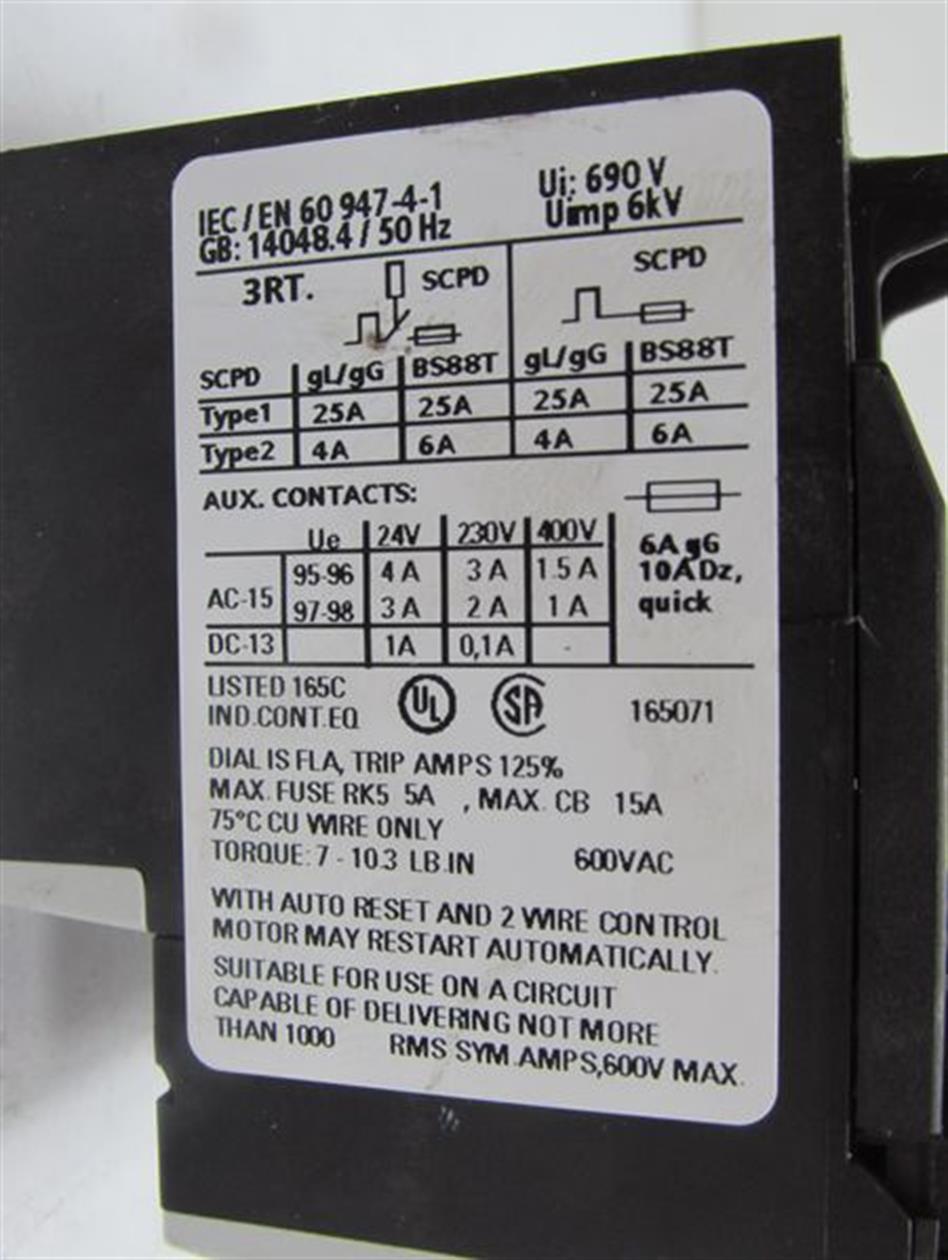 IEC/EN 60 947-4-1 Ui: 690 V
GB: 14048.4 / 50 Hz Uimp 6kV
3RT. SCPD SCPD
SCPD gL/gG BS88T gL/gG BS88T
Type1 25A 25A 25A 25A
Type2 4A 6A 4A 6A
AUX. CONTACTS:
Ue 24V 230V 400V
AC-15 95-96 4 A 3 A 1.5 A
97-98 3 A 2 A 1 A
DC-13 1A 0,1A -
6A gG
10A Dz,
quick
LISTED 165C
IND.CONT.EQ. UL SA 165071
DIAL IS FLA, TRIP AMPS 125%
MAX. FUSE RK5 5A , MAX. CB 15A
75°C CU WIRE ONLY
TORQUE: 7 - 10.3 LB.IN 600VAC
WITH AUTO RESET AND 2 WIRE CONTROL
MOTOR MAY RESTART AUTOMATICALLY.
SUITABLE FOR USE ON A CIRCUIT
CAPABLE OF DELIVERING NOT MORE
THAN 1000 RMS SYM.AMPS,600V MAX.